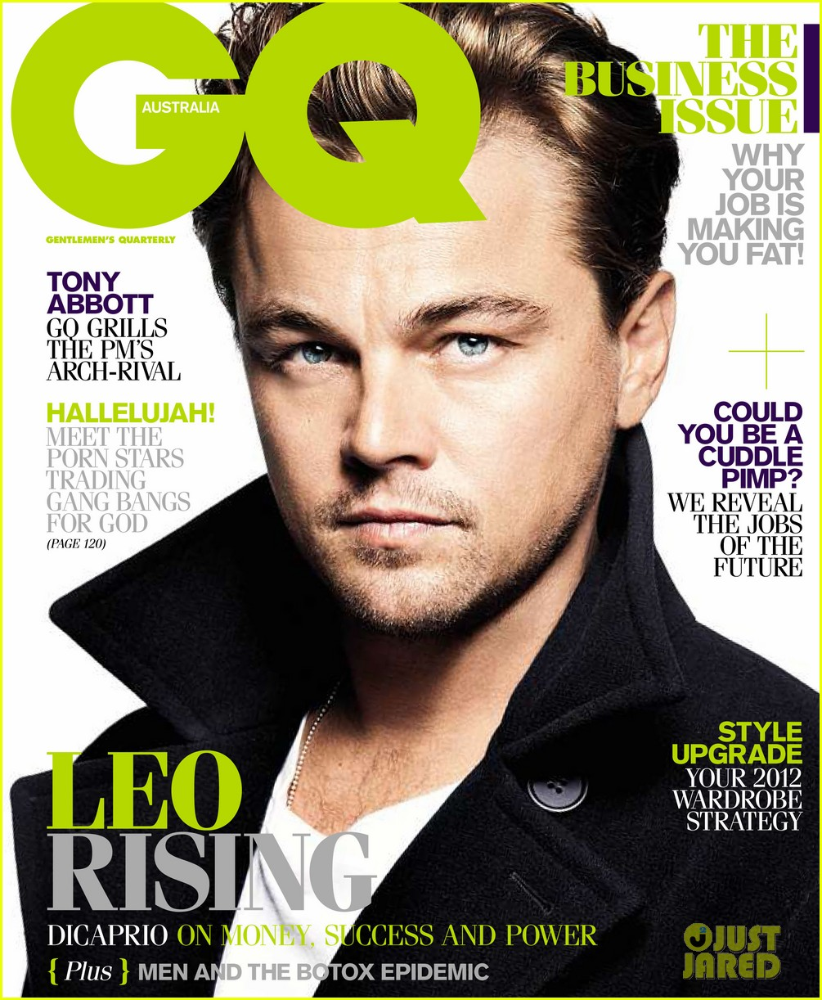 GQ
AUSTRALIA
GENTLEMEN'S QUARTERLY
THE
BUSINESS
ISSUE
WHY
YOUR
JOB IS
MAKING
YOU FAT!
TONY
ABBOTT
GQ GRILLS
THE PM'S
ARCH-RIVAL
HALLELUJAH!
MEET THE
PORN STARS
TRADING
GANG BANGS
FOR GOD
(PAGE 120)
COULD
YOU BE A
CUDDLE
PIMP?
WE REVEAL
THE JOBS
OF THE
FUTURE
STYLE
UPGRADE
YOUR 2012
WARDROBE
STRATEGY
LEO
RISING
DICAPRIO ON MONEY, SUCCESS AND POWER
{ Plus } MEN AND THE BOTOX EPIDEMIC
JUST
JARED